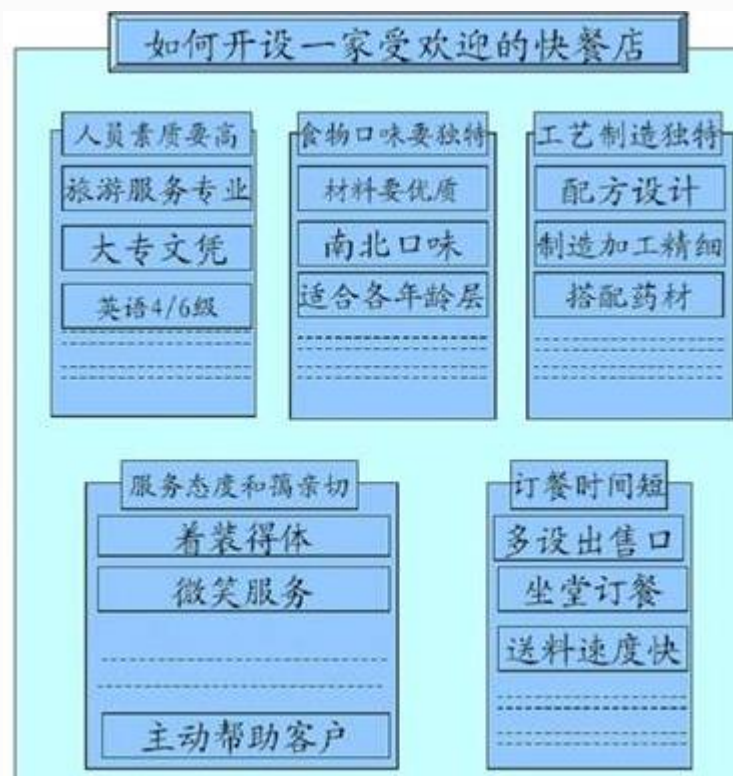 如何开设一家受欢迎的快餐店
人员素质要高
旅游服务专业
大专文凭
英语4/6级
食物口味要独特
材料要优质
南北口味
适合各年龄层
工艺制造独特
配方设计
制造加工精细
搭配药材
服务态度和蔼亲切
着装得体
微笑服务
主动帮助客户
订餐时间短
多设出售口
坐堂订餐
送料速度快